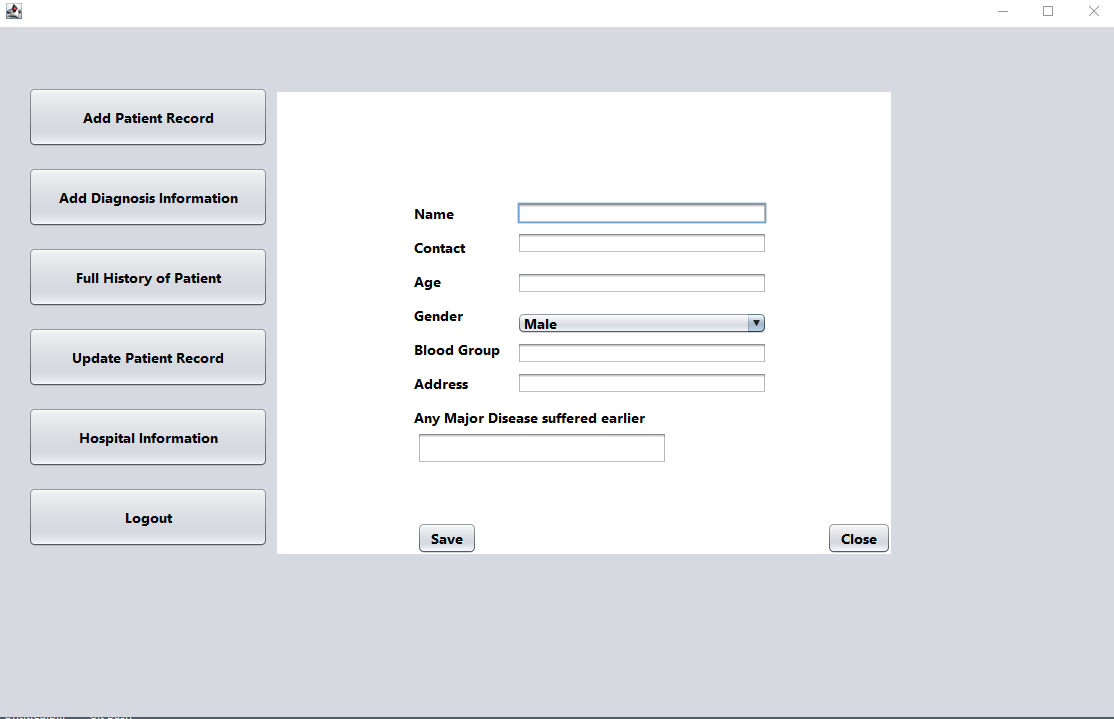 Add Patient Record
Add Diagnosis Information
Full History of Patient
Update Patient Record
Hospital Information
Logout
Name
Contact
Age
Gender
Male
Blood Group
Address
Any Major Disease suffered earlier
Save
Close